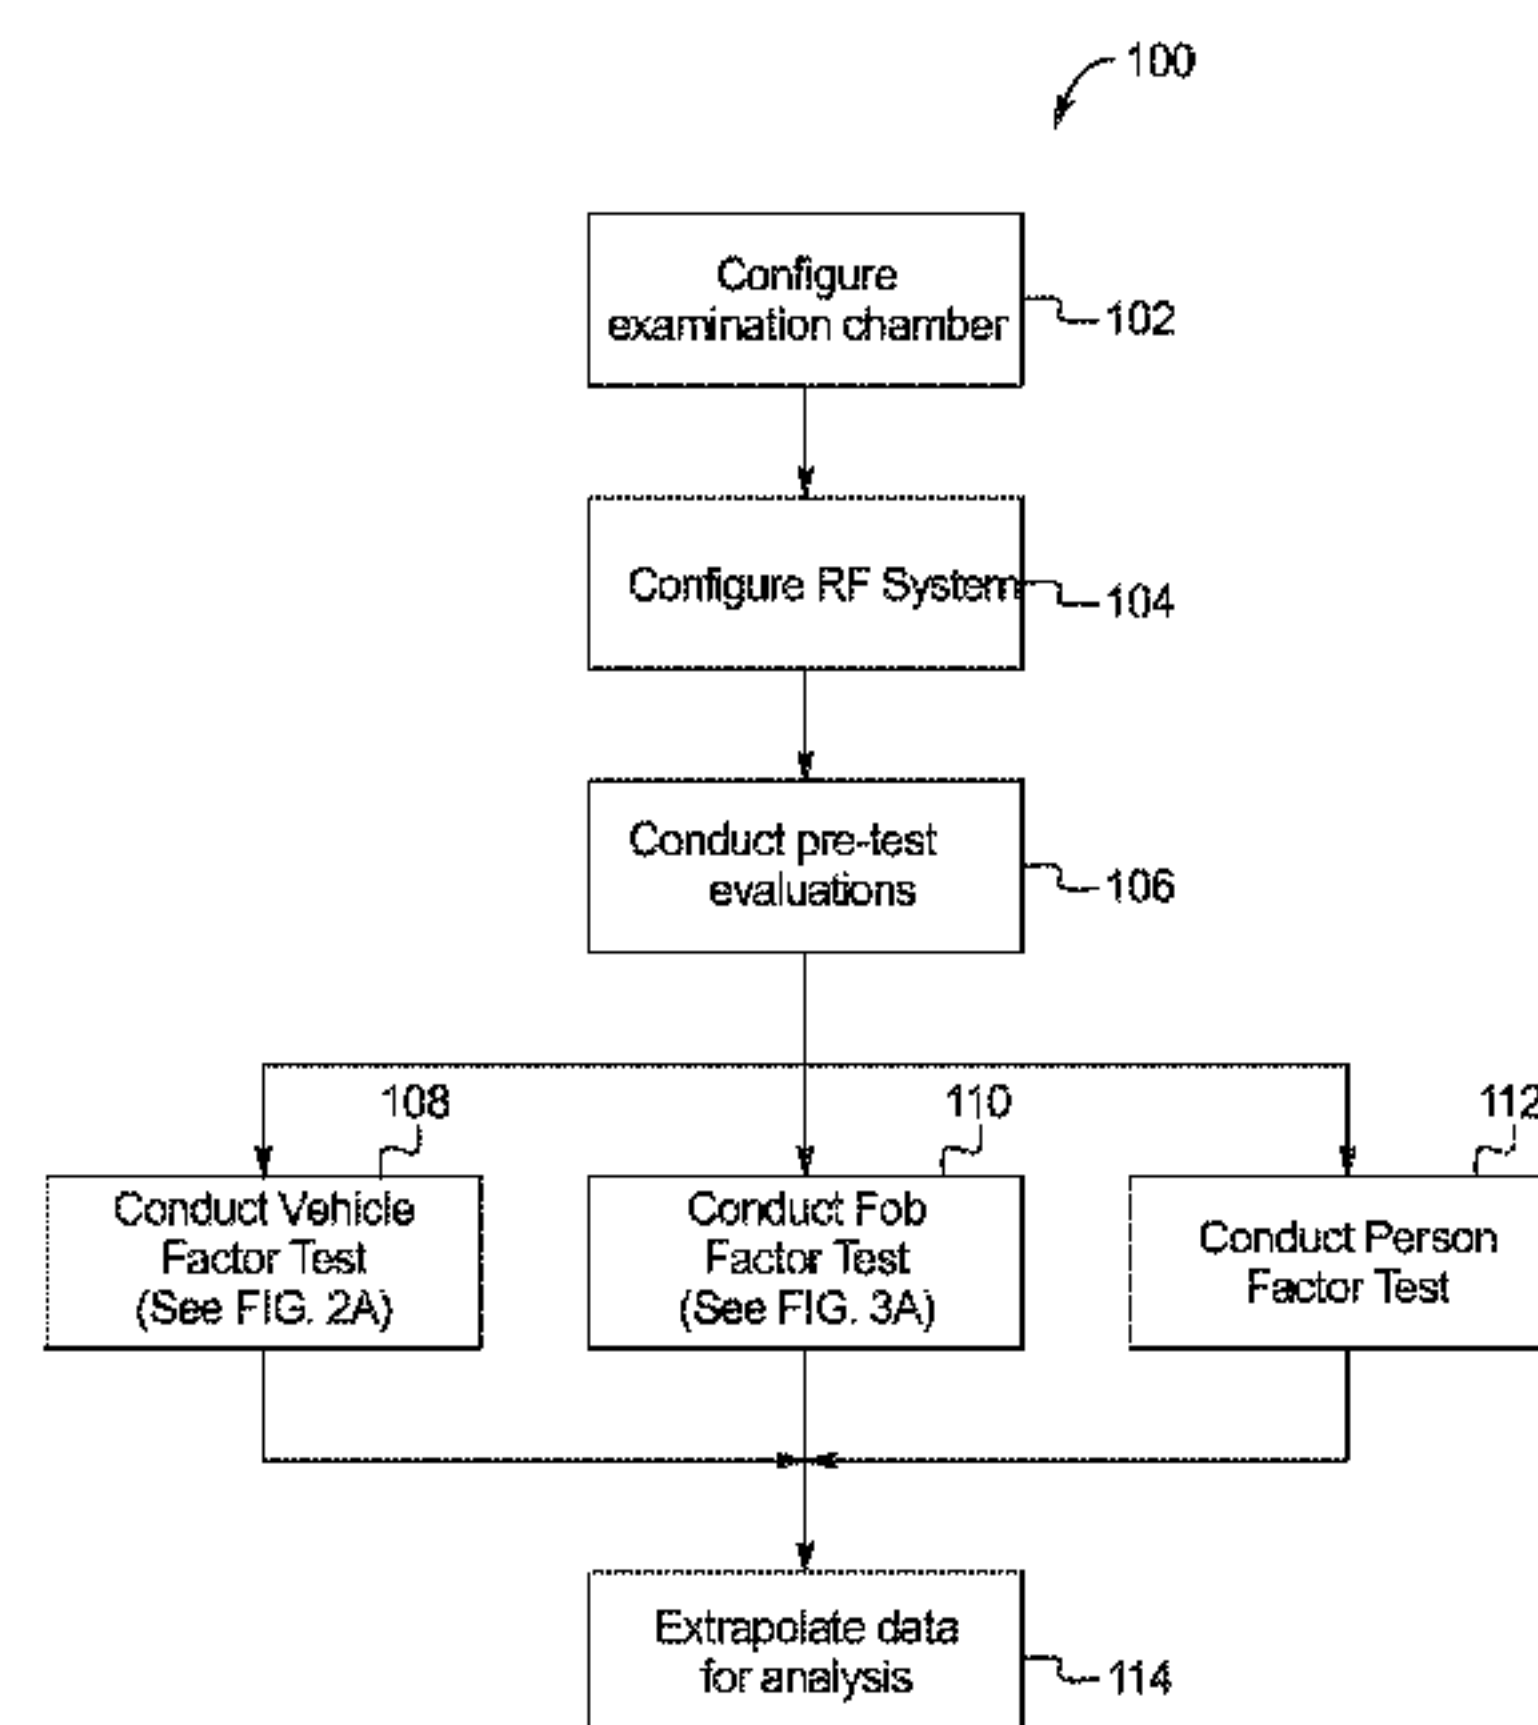 100
Configure
examination chamber
102
Configure RF System
104
Conduct pre-test
evaluations
106
108
110
112
Conduct Vehicle
Factor Test
(See FIG. 2A)
Conduct Fob
Factor Test
(See FIG. 3A)
Conduct Person
Factor Test
Extrapolate data
for analysis
114